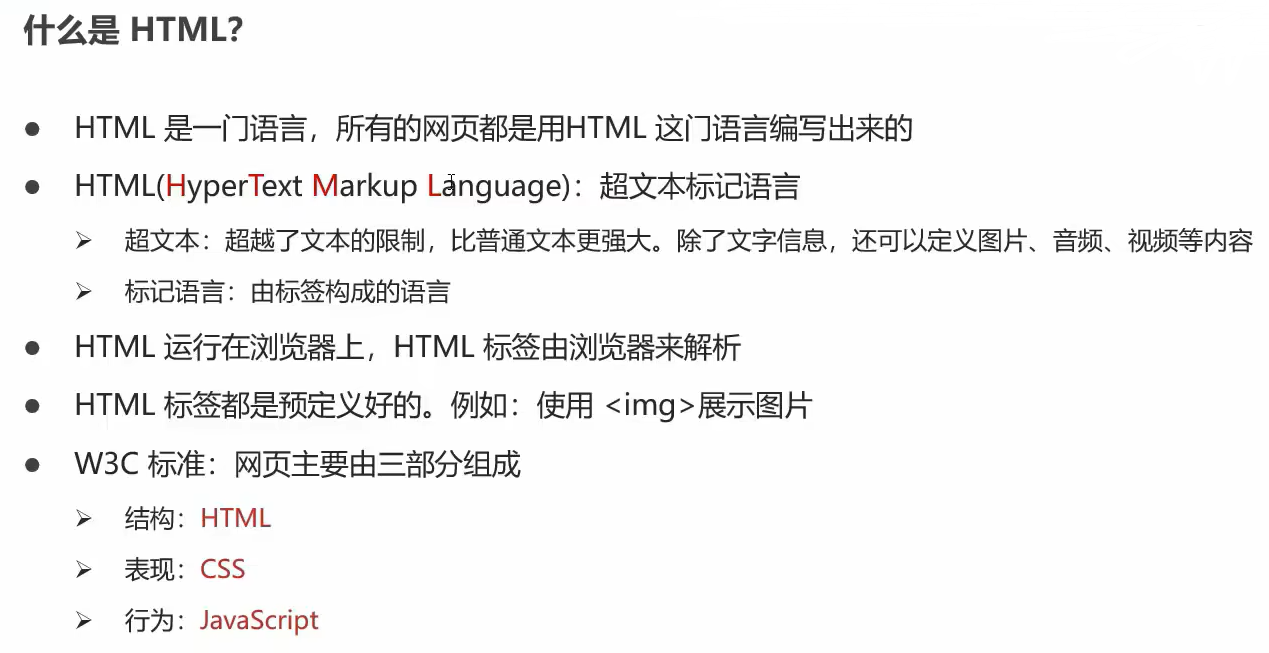 什么是 HTML?
● HTML 是一门语言，所有的网页都是用HTML 这门语言编写出来的
● HTML(HyperText Markup Language)：超文本标记语言
➢ 超文本：超越了文本的限制，比普通文本更强大。除了文字信息，还可以定义图片、音频、视频等内容
➢ 标记语言：由标签构成的语言
● HTML 运行在浏览器上，HTML 标签由浏览器来解析
● HTML 标签都是预定义好的。例如：使用 <img>展示图片
● W3C 标准：网页主要由三部分组成
➢ 结构：HTML
➢ 表现：CSS
➢ 行为：JavaScript